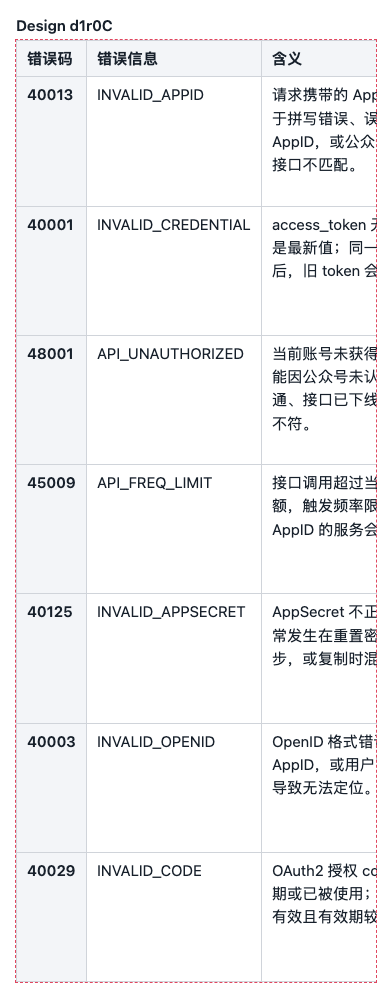 Design d1r0C
错误码 错误信息 含义
40013 INVALID_APPID 请求携带的 App
于拼写错误、误
AppID，或公众
接口不匹配。
40001 INVALID_CREDENTIAL access_token
是最新值；同一
后，旧 token 会
48001 API_UNAUTHORIZED 当前账号未获得
能因公众号未认
通、接口已下线
不符。
45009 API_FREQ_LIMIT 接口调用超过当
额，触发频率限
AppID 的服务会
40125 INVALID_APPSECRET AppSecret 不正
常发生在重置密
步，或复制时混
40003 INVALID_OPENID OpenID 格式错
AppID，或用户
导致无法定位。
40029 INVALID_CODE OAuth2 授权 co
期或已被使用；
有效且有效期较